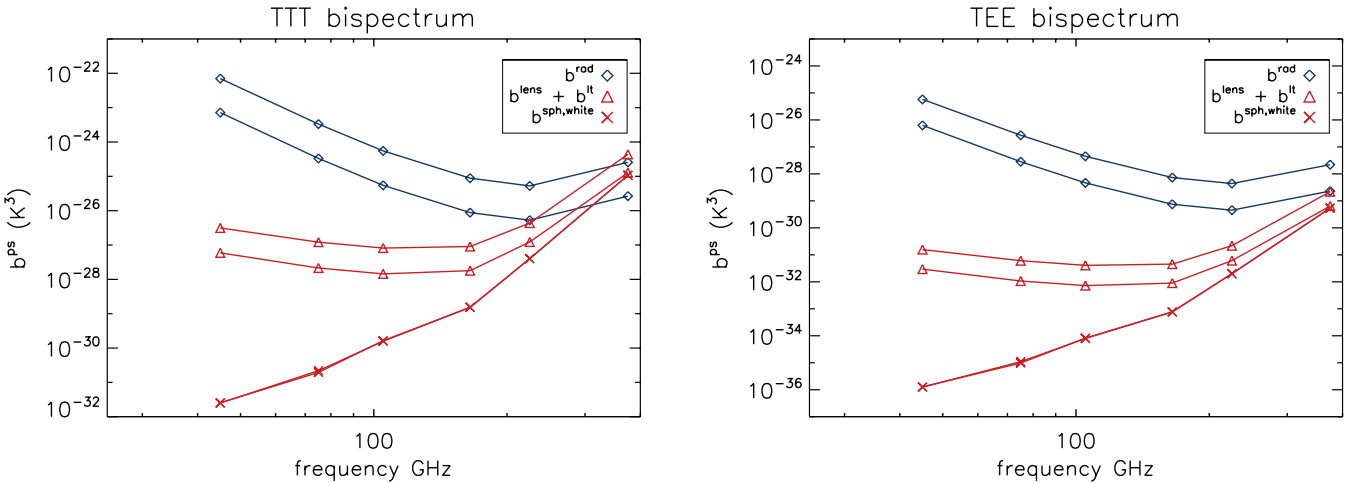 TTT bispectrum
b^ps (K^3)
10^-22
10^-24
10^-26
10^-28
10^-30
10^-32
b^rad
b^lens + b^lt
b^sph,white
100
frequency GHz
TEE bispectrum
b^ps (K^3)
10^-24
10^-26
10^-28
10^-30
10^-32
10^-34
10^-36
b^rad
b^lens + b^lt
b^sph,white
100
frequency GHz